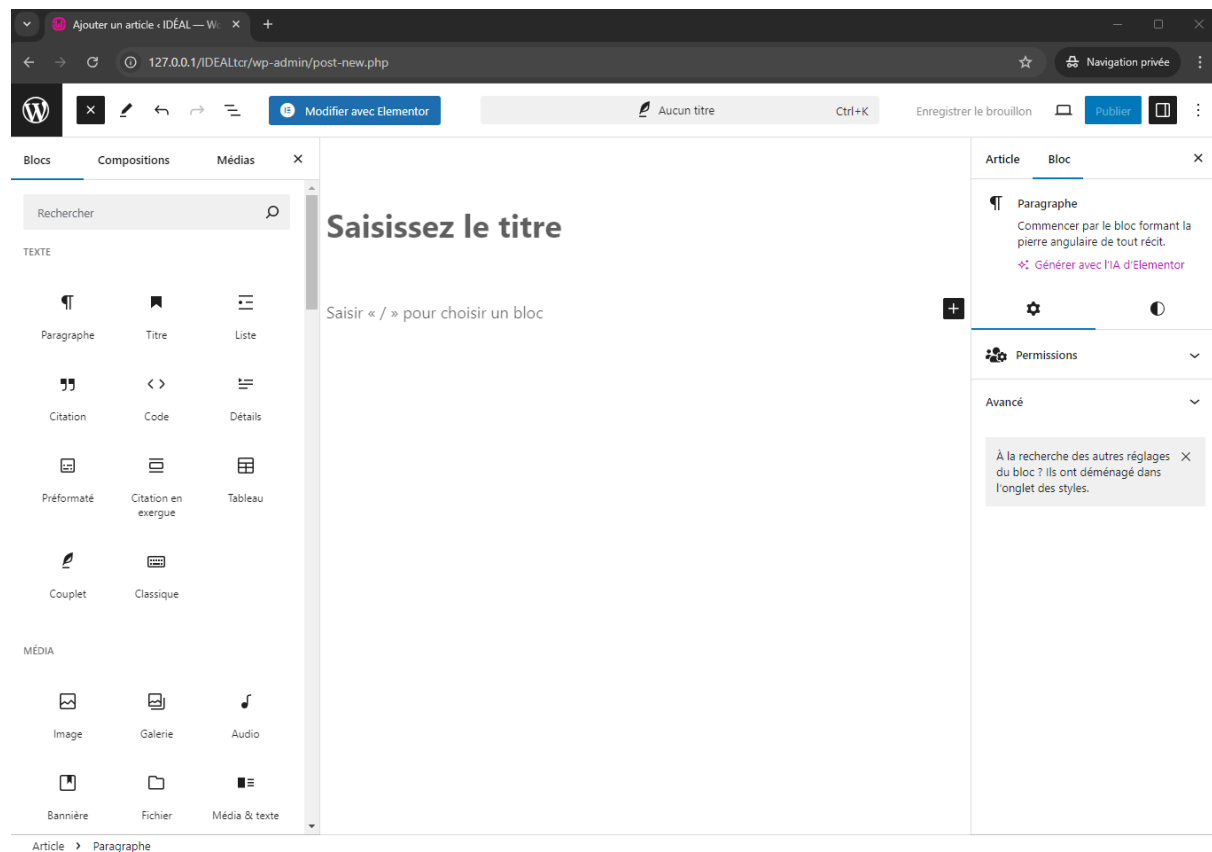 Ajouter un article ‹ IDÉAL — Wo
127.0.0.1/IDEALtcr/wp-admin/post-new.php
Navigation privée
Modifier avec Elementor
Aucun titre
Ctrl+K
Enregistrer le brouillon
Publier
Blocs
Compositions
Médias
Article
Bloc
Rechercher
TEXTE
Paragraphe
Titre
Liste
Citation
Code
Détails
Préformaté
Citation en
exergue
Tableau
Couplet
Classique
MÉDIA
Image
Galerie
Audio
Bannière
Fichier
Média & texte
Saisissez le titre
Saisir « / » pour choisir un bloc
Paragraphe
Commencer par le bloc formant la
pierre angulaire de tout récit.
Générer avec l'IA d'Elementor
Permissions
Avancé
À la recherche des autres réglages
du bloc ? Ils ont déménagé dans
l'onglet des styles.
Article
Paragraphe